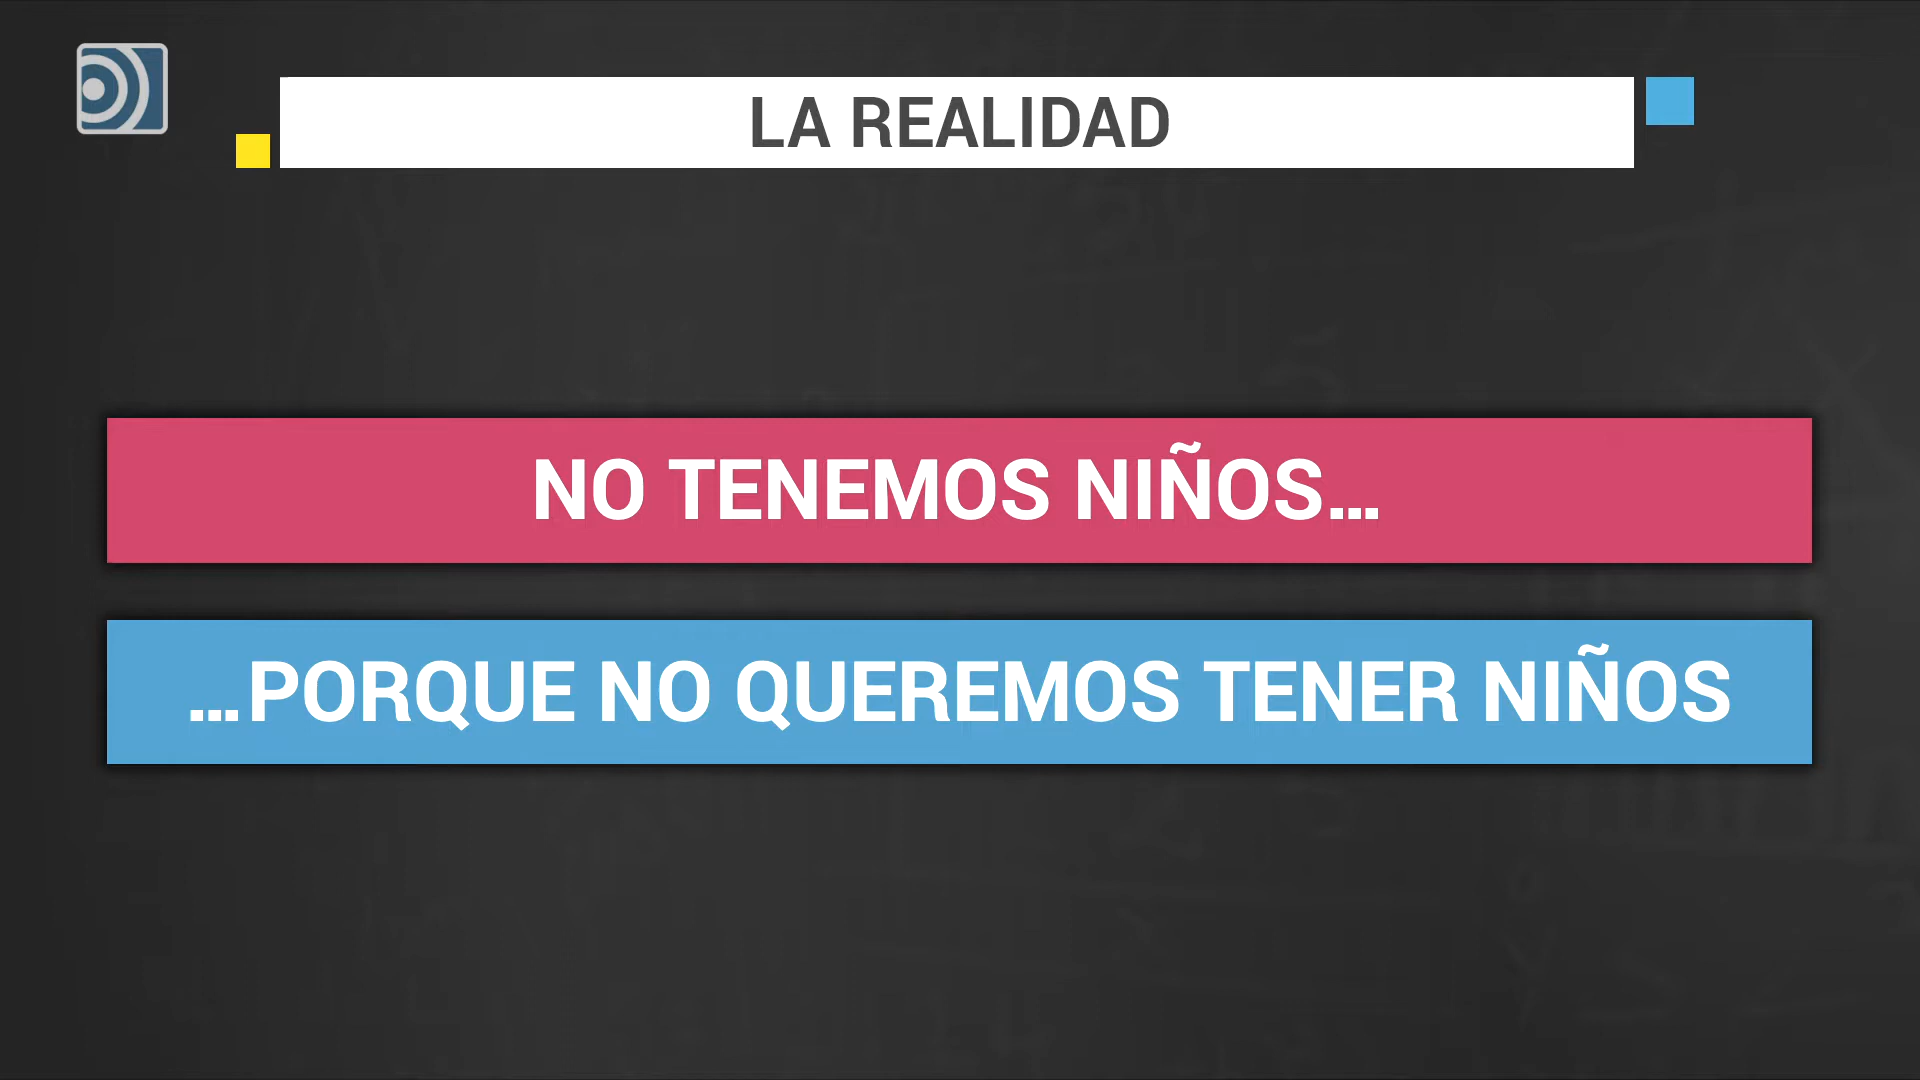 LA REALIDAD
NO TENEMOS NIÑOS...
...PORQUE NO QUEREMOS TENER NIÑOS